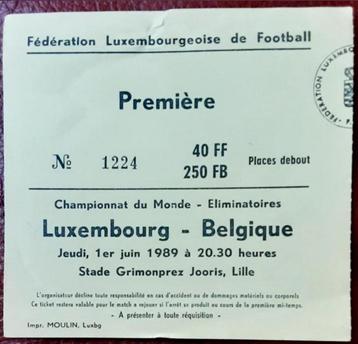 Fédération Luxembourgeoise de Football
Première
№ 1224
40 FF
250 FB
Places debout
Championnat du Monde - Eliminatoires
Luxembourg - Belgique
Jeudi, 1er juin 1989 à 20.30 heures
Stade Grimonprez Jooris, Lille
L'organisateur décline toute responsabilité en cas d'accident ou de dommages matériels ou corporels
Ce ticket restera valable pour le match à rejouer si l'arrêt se produit au cours de la première mi-temps.
- A présenter à toute réquisition -
Impr. MOULIN, Luxbg